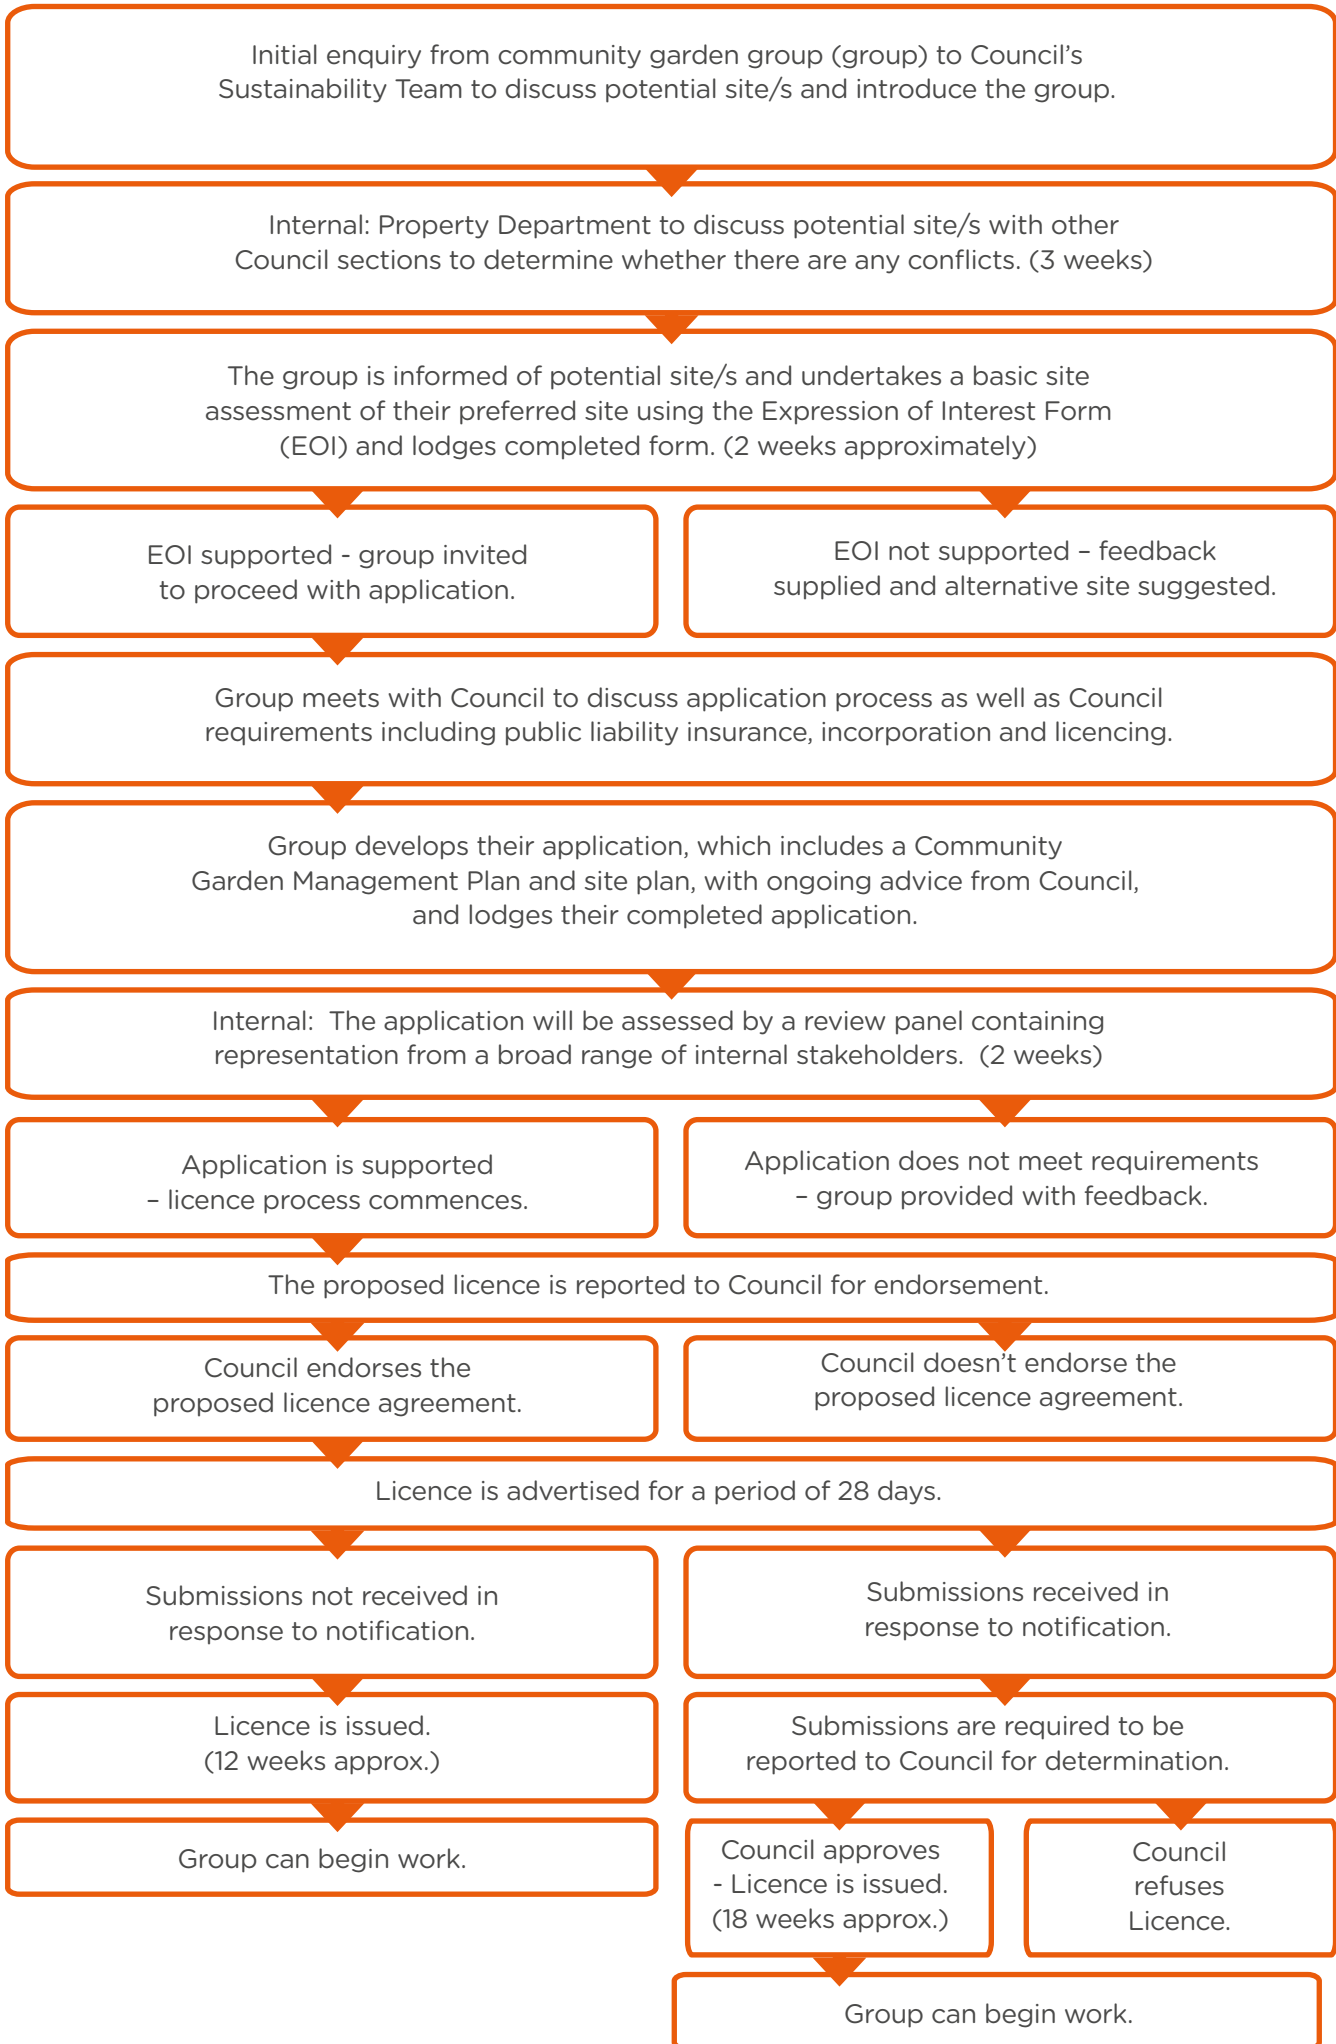 Initial enquiry from community garden group (group) to Council’s
Sustainability Team to discuss potential site/s and introduce the group.
Internal: Property Department to discuss potential site/s with other
Council sections to determine whether there are any conflicts. (3 weeks)
The group is informed of potential site/s and undertakes a basic site
assessment of their preferred site using the Expression of Interest Form
(EOI) and lodges completed form. (2 weeks approximately)
EOI supported - group invited
to proceed with application.
EOI not supported – feedback
supplied and alternative site suggested.
Group meets with Council to discuss application process as well as Council
requirements including public liability insurance, incorporation and licencing.
Group develops their application, which includes a Community
Garden Management Plan and site plan, with ongoing advice from Council,
and lodges their completed application.
Internal:  The application will be assessed by a review panel containing
representation from a broad range of internal stakeholders.  (2 weeks)
Application is supported
– licence process commences.
Application does not meet requirements
– group provided with feedback.
The proposed licence is reported to Council for endorsement.
Council endorses the
proposed licence agreement.
Council doesn’t endorse the
proposed licence agreement.
Licence is advertised for a period of 28 days.
Submissions not received in
response to notification.
Submissions received in
response to notification.
Licence is issued.
(12 weeks approx.)
Submissions are required to be
reported to Council for determination.
Group can begin work.
Council approves
- Licence is issued.
(18 weeks approx.)
Council
refuses
Licence.
Group can begin work.